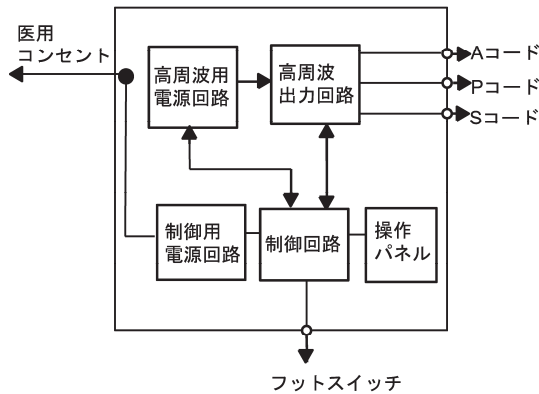 医用
コンセント
高周波用
電源回路
高周波
出力回路
Aコード
Pコード
Sコード
制御用
電源回路
制御回路
操作
パネル
フットスイッチ